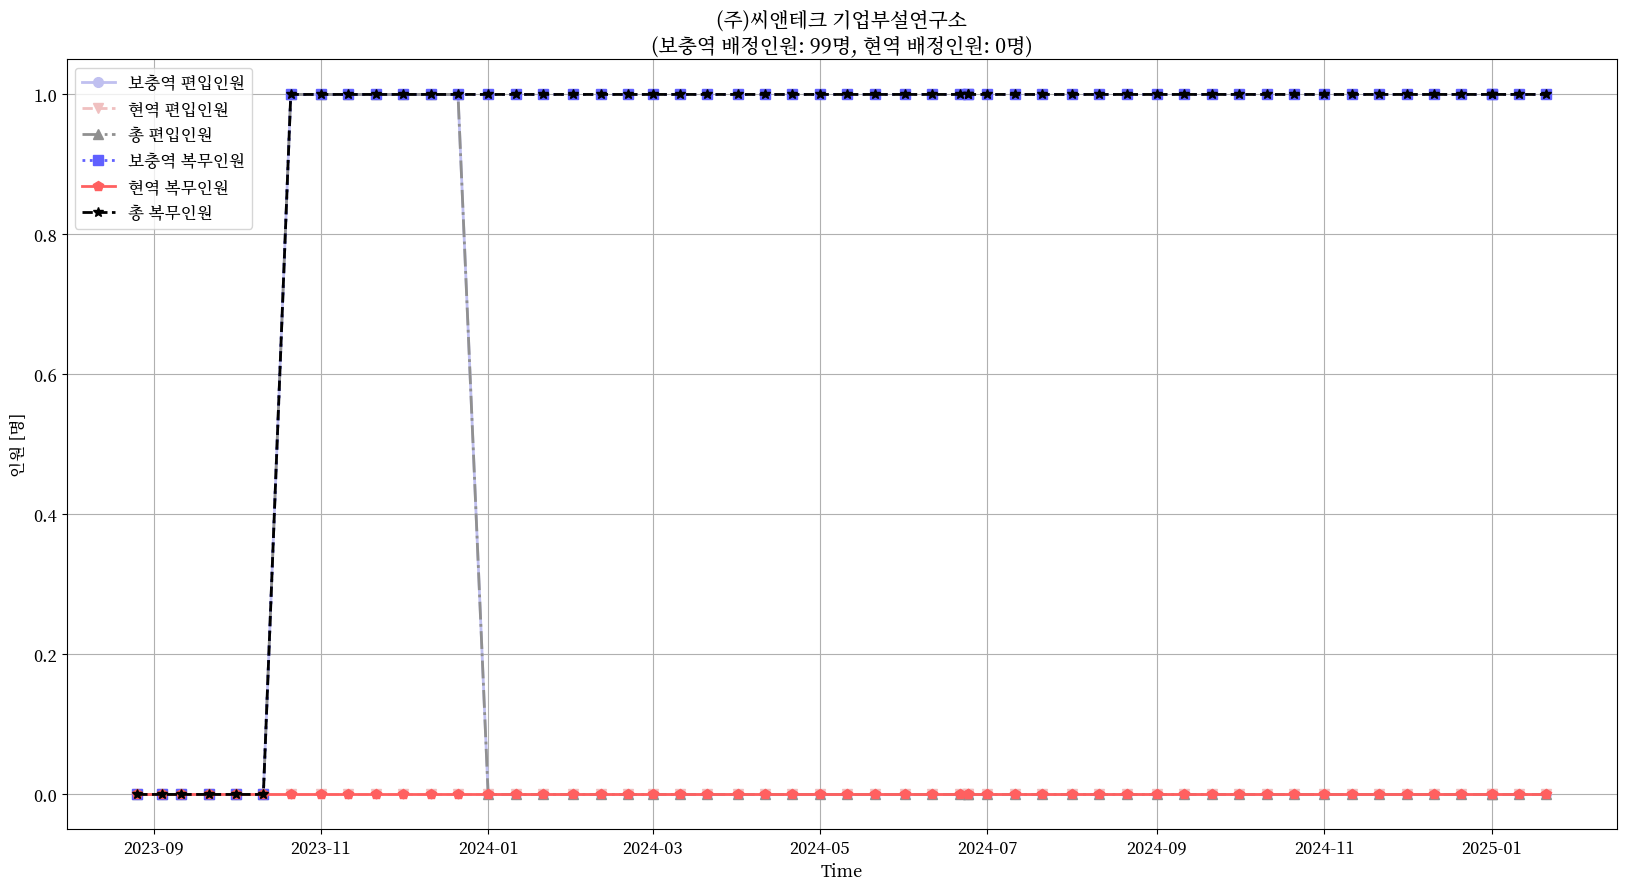 (주)씨앤테크 기업부설연구소
(보충역 배정인원: 99명, 현역 배정인원: 0명)
보충역 편입인원
현역 편입인원
총 편입인원
보충역 복무인원
현역 복무인원
총 복무인원
인원 [명]
1.0
0.8
0.6
0.4
0.2
0.0
2023-09
2023-11
2024-01
2024-03
2024-05
2024-07
2024-09
2024-11
2025-01
Time